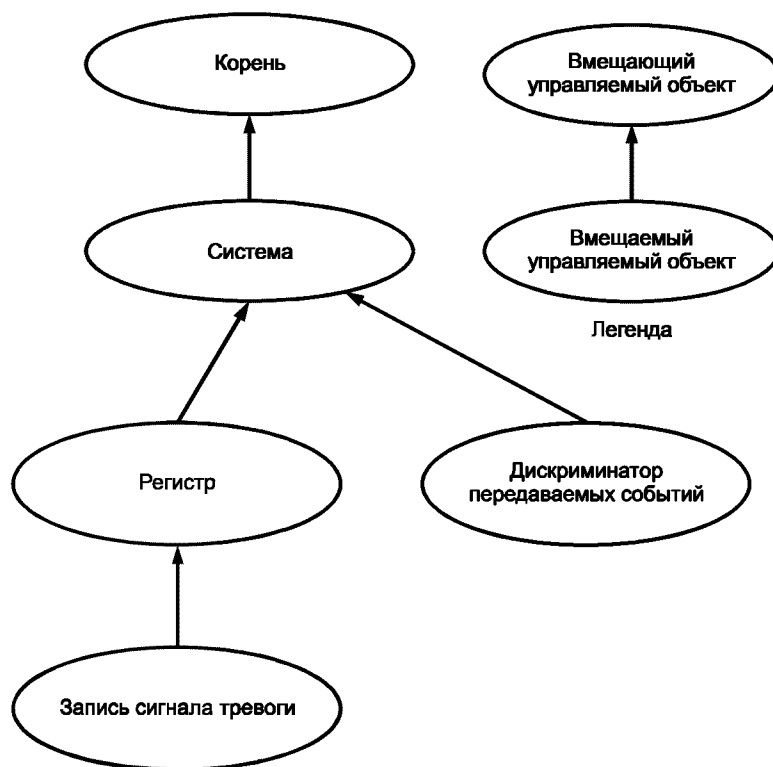 Корень
Вмещающий
управляемый объект
Система
Вмещаемый
управляемый объект
Легенда
Регистр
Дискриминатор
передаваемых событий
Запись сигнала тревоги